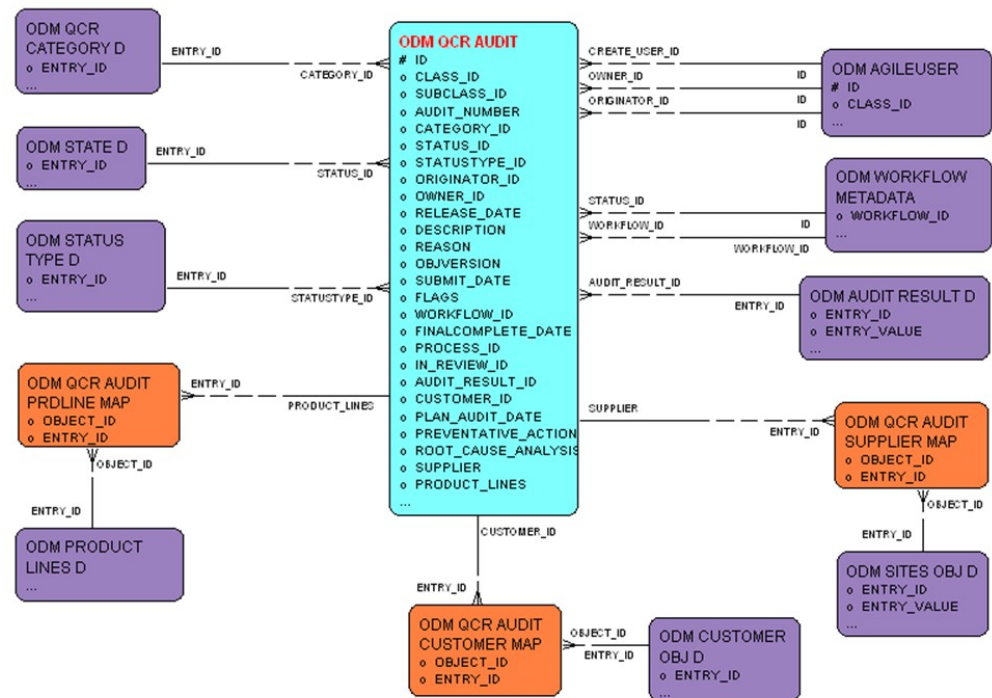 ODM QCR
CATEGORY D
o ENTRY_ID
...
ENTRY_ID
CATEGORY_ID
ODM STATE D
o ENTRY_ID
...
ENTRY_ID
STATUS_ID
ODM STATUS
TYPE D
o ENTRY_ID
...
ENTRY_ID
STATUSTYPE_ID
ODM QCR AUDIT
PRDLINE MAP
o OBJECT_ID
o ENTRY_ID
ENTRY_ID
PRODUCT_LINES
OBJECT_ID
ENTRY_ID
ODM PRODUCT
LINES D
...
ODM QCR AUDIT
# ID
o CLASS_ID
o SUBCLASS_ID
o AUDIT_NUMBER
o CATEGORY_ID
o STATUS_ID
o STATUSTYPE_ID
o ORIGINATOR_ID
o OWNER_ID
o RELEASE_DATE
o DESCRIPTION
o REASON
o OBJVERSION
o SUBMIT_DATE
o FLAGS
o WORKFLOW_ID
o FINALCOMPLETE_DATE
o PROCESS_ID
o IN_REVIEW_ID
o AUDIT_RESULT_ID
o CUSTOMER_ID
o PLAN_AUDIT_DATE
o PREVENTATIVE_ACTION
o ROOT_CAUSE_ANALYSIS
o SUPPLIER
o PRODUCT_LINES
...
CUSTOMER_ID
ENTRY_ID
ODM QCR AUDIT
CUSTOMER MAP
o OBJECT_ID
o ENTRY_ID
OBJECT_ID
ENTRY_ID
ODM CUSTOMER
OBJ D
o ENTRY_ID
...
CREATE_USER_ID
ID
OWNER_ID
ID
ORIGINATOR_ID
ID
ODM AGILEUSER
# ID
o CLASS_ID
...
STATUS_ID
ID
WORKFLOW_ID
WORKFLOW_ID
ODM WORKFLOW
METADATA
o WORKFLOW_ID
...
AUDIT_RESULT_ID
ENTRY_ID
ODM AUDIT RESULT D
o ENTRY_ID
o ENTRY_VALUE
...
SUPPLIER
ENTRY_ID
ODM QCR AUDIT
SUPPLIER MAP
o OBJECT_ID
o ENTRY_ID
OBJECT_ID
ENTRY_ID
ODM SITES OBJ D
o ENTRY_ID
o ENTRY_VALUE
...